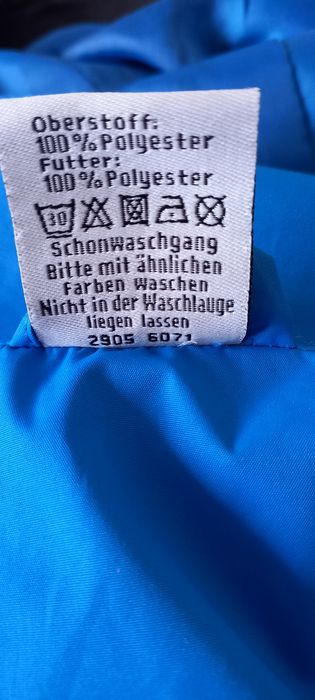 Oberstoff:
100% Polyester
Futter:
100% Polyester
30
Schonwaschgang
Bitte mit ähnlichen
Farben waschen
Nicht in der Waschlauge
liegen lassen
2905 6071